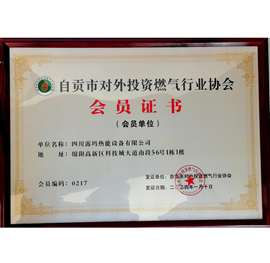 自贡市对外投资燃气行业协会
会员证书
（会员单位）
单位名称：四川露玛热能设备有限公司
地 址：绵阳高新区科技城大道南段56号1栋1楼
会员编码：0217
发证单位：自贡市对外投资燃气行业协会
发证日期：二〇二四年一月十日